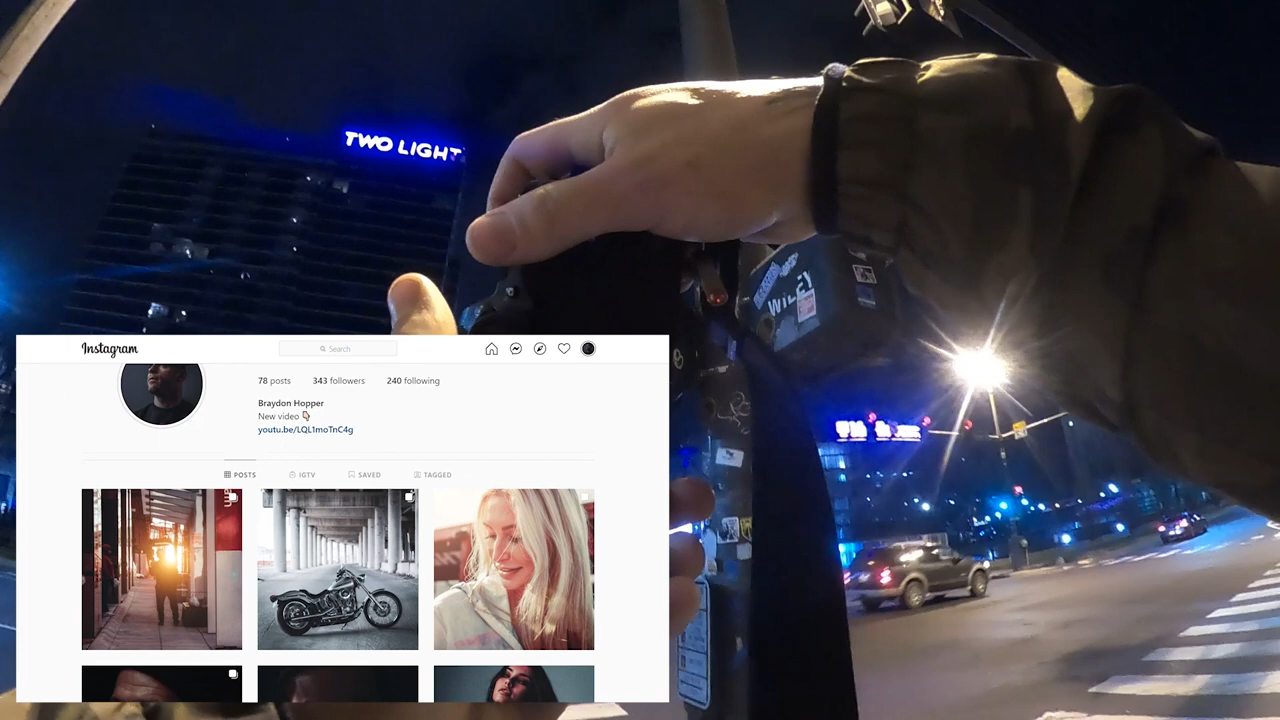 TWO LIGHT
WILEY
Instagram
Search
78 posts 343 followers 240 following
Braydon Hopper
New video
youtu.be/LQL1moTnC4g
POSTS IGTV SAVED TAGGED